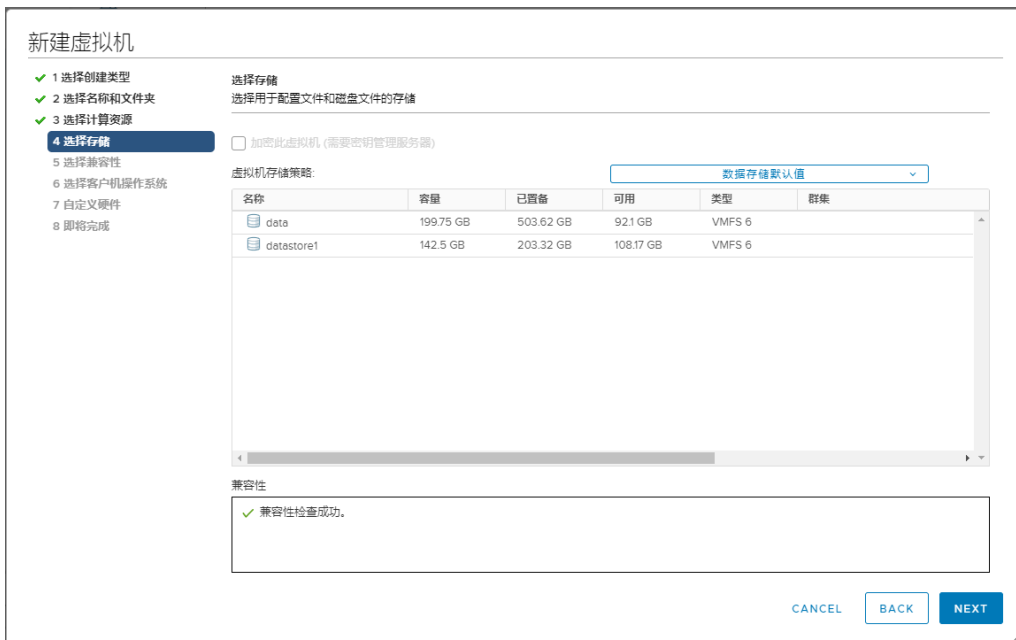 新建虚拟机
1 选择创建类型
2 选择名称和文件夹
3 选择计算资源
4 选择存储
5 选择兼容性
6 选择客户机操作系统
7 自定义硬件
8 即将完成
选择存储
选择用于配置文件和磁盘文件的存储
加密此虚拟机 (需要密钥管理服务器)
虚拟机存储策略: 数据存储默认值
名称 容量 已置备 可用 类型 群集
data 199.75 GB 503.62 GB 92.1 GB VMFS 6
datastore1 142.5 GB 203.32 GB 108.17 GB VMFS 6
兼容性
兼容性检查成功。
CANCEL BACK NEXT